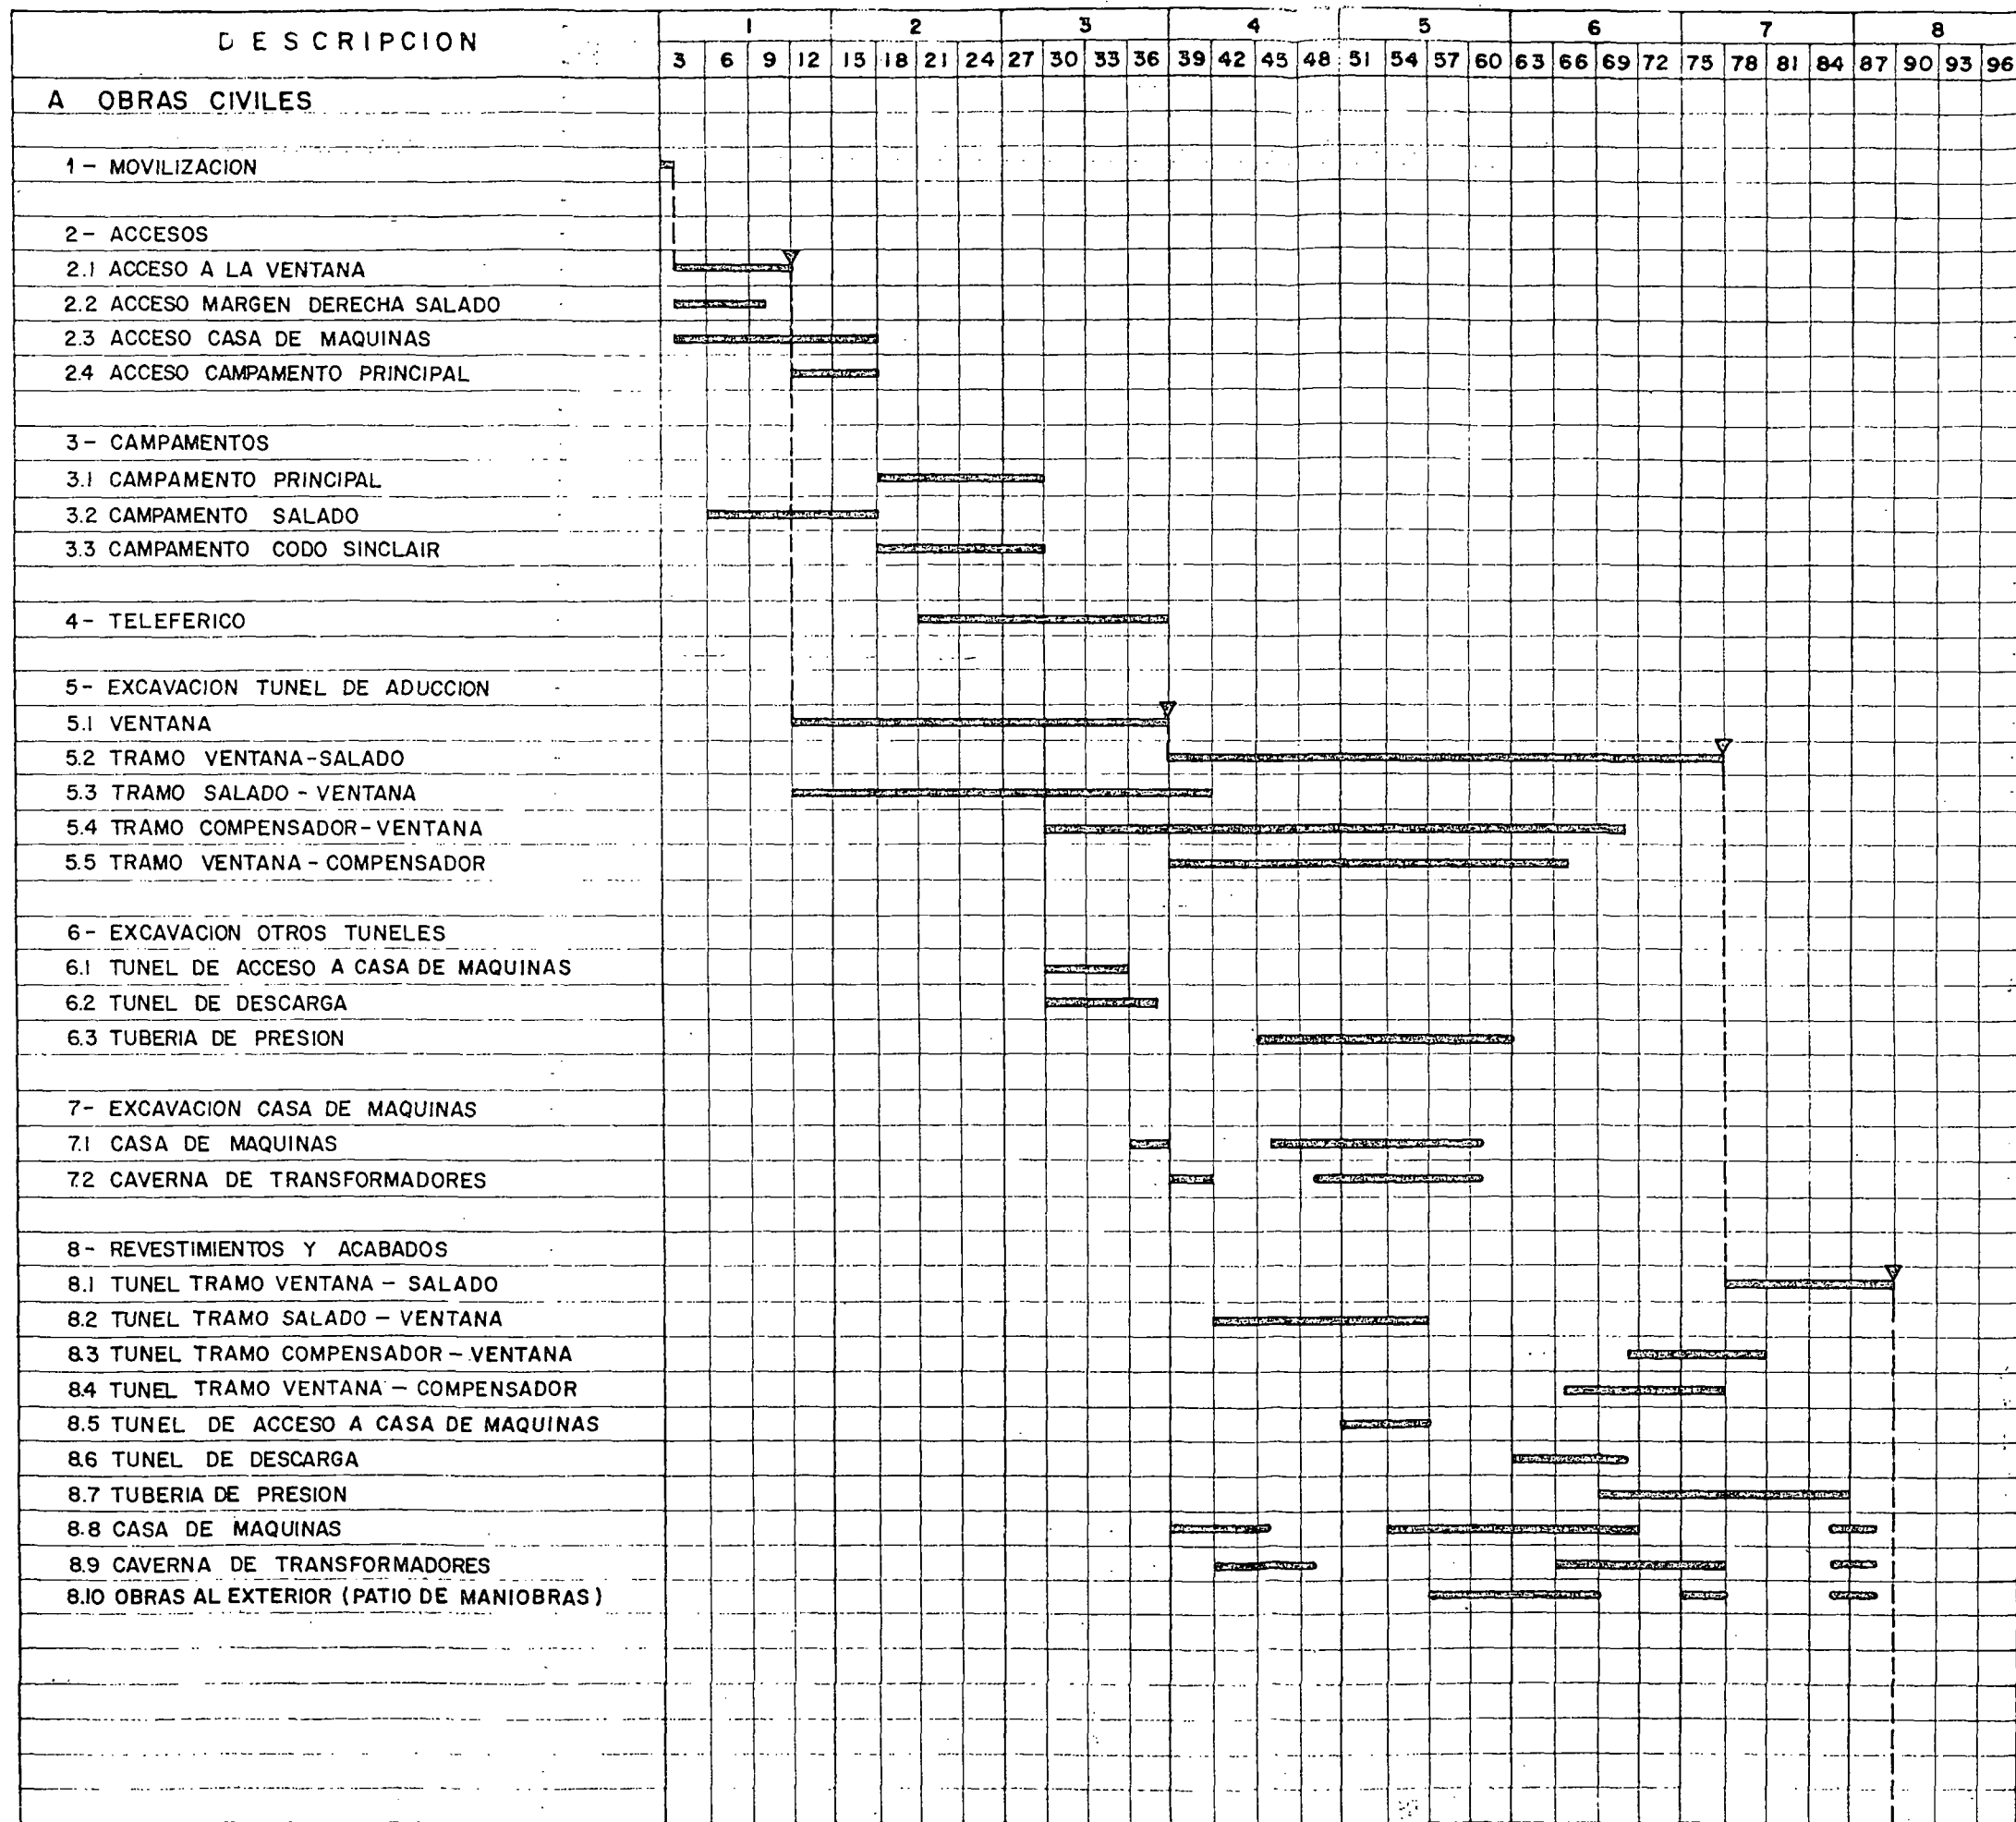 DESCRIPCION
1 2 3 4 5 6 7 8
3 6 9 12 15 18 21 24 27 30 33 36 39 42 45 48 51 54 57 60 63 66 69 72 75 78 81 84 87 90 93 96
A OBRAS CIVILES
1- MOVILIZACION
2- ACCESOS
2.1 ACCESO A LA VENTANA
2.2 ACCESO MARGEN DERECHA SALADO
2.3 ACCESO CASA DE MAQUINAS
2.4 ACCESO CAMPAMENTO PRINCIPAL
3- CAMPAMENTOS
3.1 CAMPAMENTO PRINCIPAL
3.2 CAMPAMENTO SALADO
3.3 CAMPAMENTO CODO SINCLAIR
4- TELEFERICO
5- EXCAVACION TUNEL DE ADUCCION
5.1 VENTANA
5.2 TRAMO VENTANA-SALADO
5.3 TRAMO SALADO - VENTANA
5.4 TRAMO COMPENSADOR-VENTANA
5.5 TRAMO VENTANA - COMPENSADOR
6- EXCAVACION OTROS TUNELES
6.1 TUNEL DE ACCESO A CASA DE MAQUINAS
6.2 TUNEL DE DESCARGA
6.3 TUBERIA DE PRESION
7- EXCAVACION CASA DE MAQUINAS
7.1 CASA DE MAQUINAS
7.2 CAVERNA DE TRANSFORMADORES
8- REVESTIMIENTOS Y ACABADOS
8.1 TUNEL TRAMO VENTANA - SALADO
8.2 TUNEL TRAMO SALADO - VENTANA
8.3 TUNEL TRAMO COMPENSADOR - VENTANA
8.4 TUNEL TRAMO VENTANA - COMPENSADOR
8.5 TUNEL DE ACCESO A CASA DE MAQUINAS
8.6 TUNEL DE DESCARGA
8.7 TUBERIA DE PRESION
8.8 CASA DE MAQUINAS
8.9 CAVERNA DE TRANSFORMADORES
8.10 OBRAS AL EXTERIOR (PATIO DE MANIOBRAS)